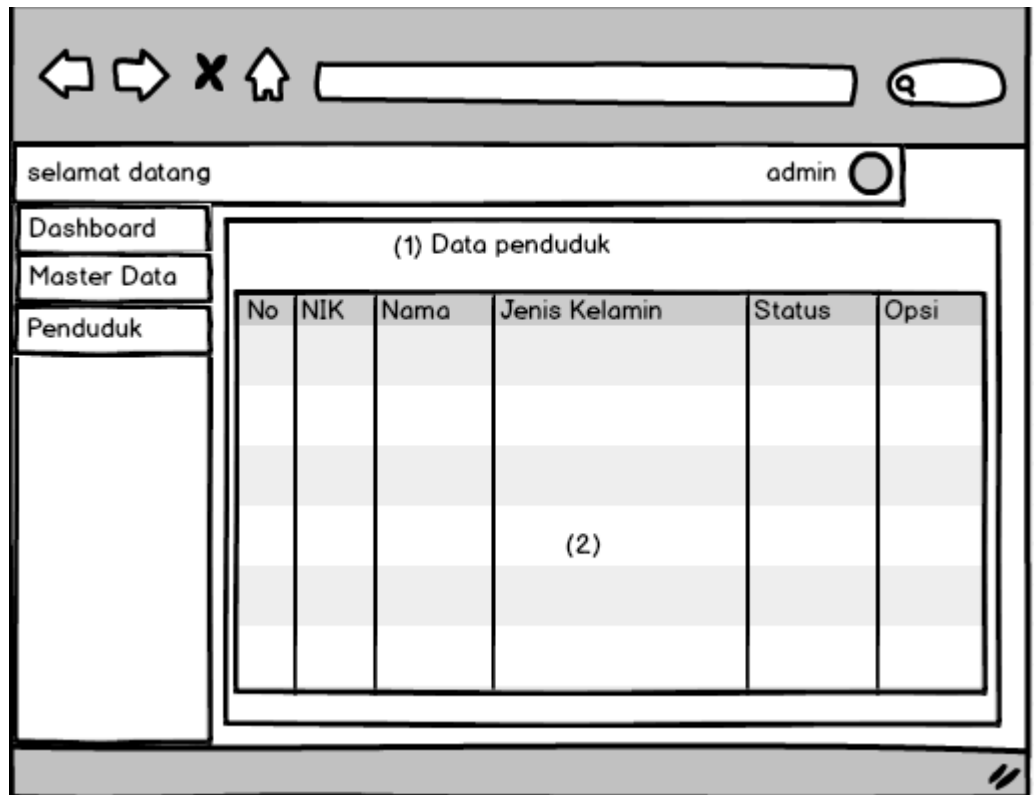 selamat datang
admin
Dashboard
Master Data
Penduduk
(1) Data penduduk
No NIK Nama Jenis Kelamin Status Opsi
(2)